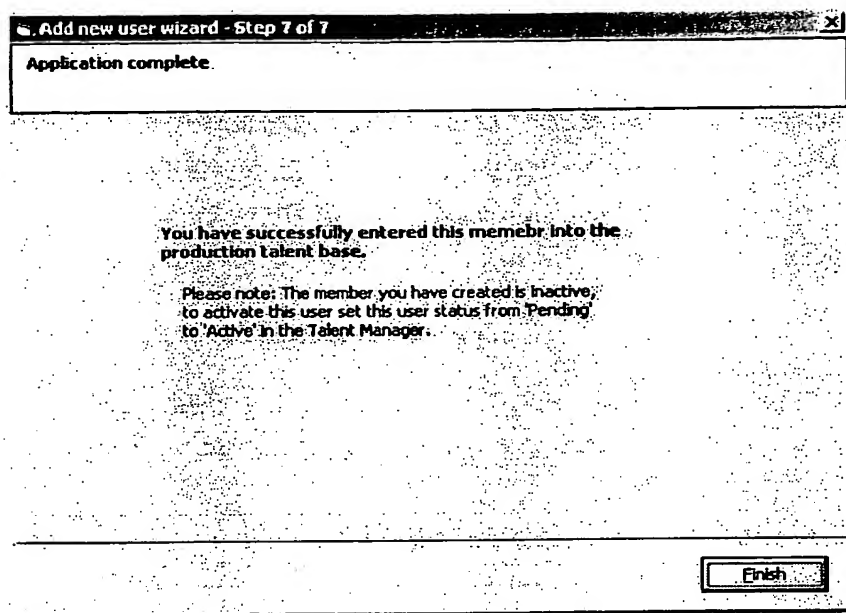 Add new user wizard - Step 7 of 7
Application complete
You have successfully entered this memebr into the
production talent base.
Please note: The member you have created is inactive,
to activate this user set this user status from 'Pending'
to 'Active' in the Talent Manager.
Finish